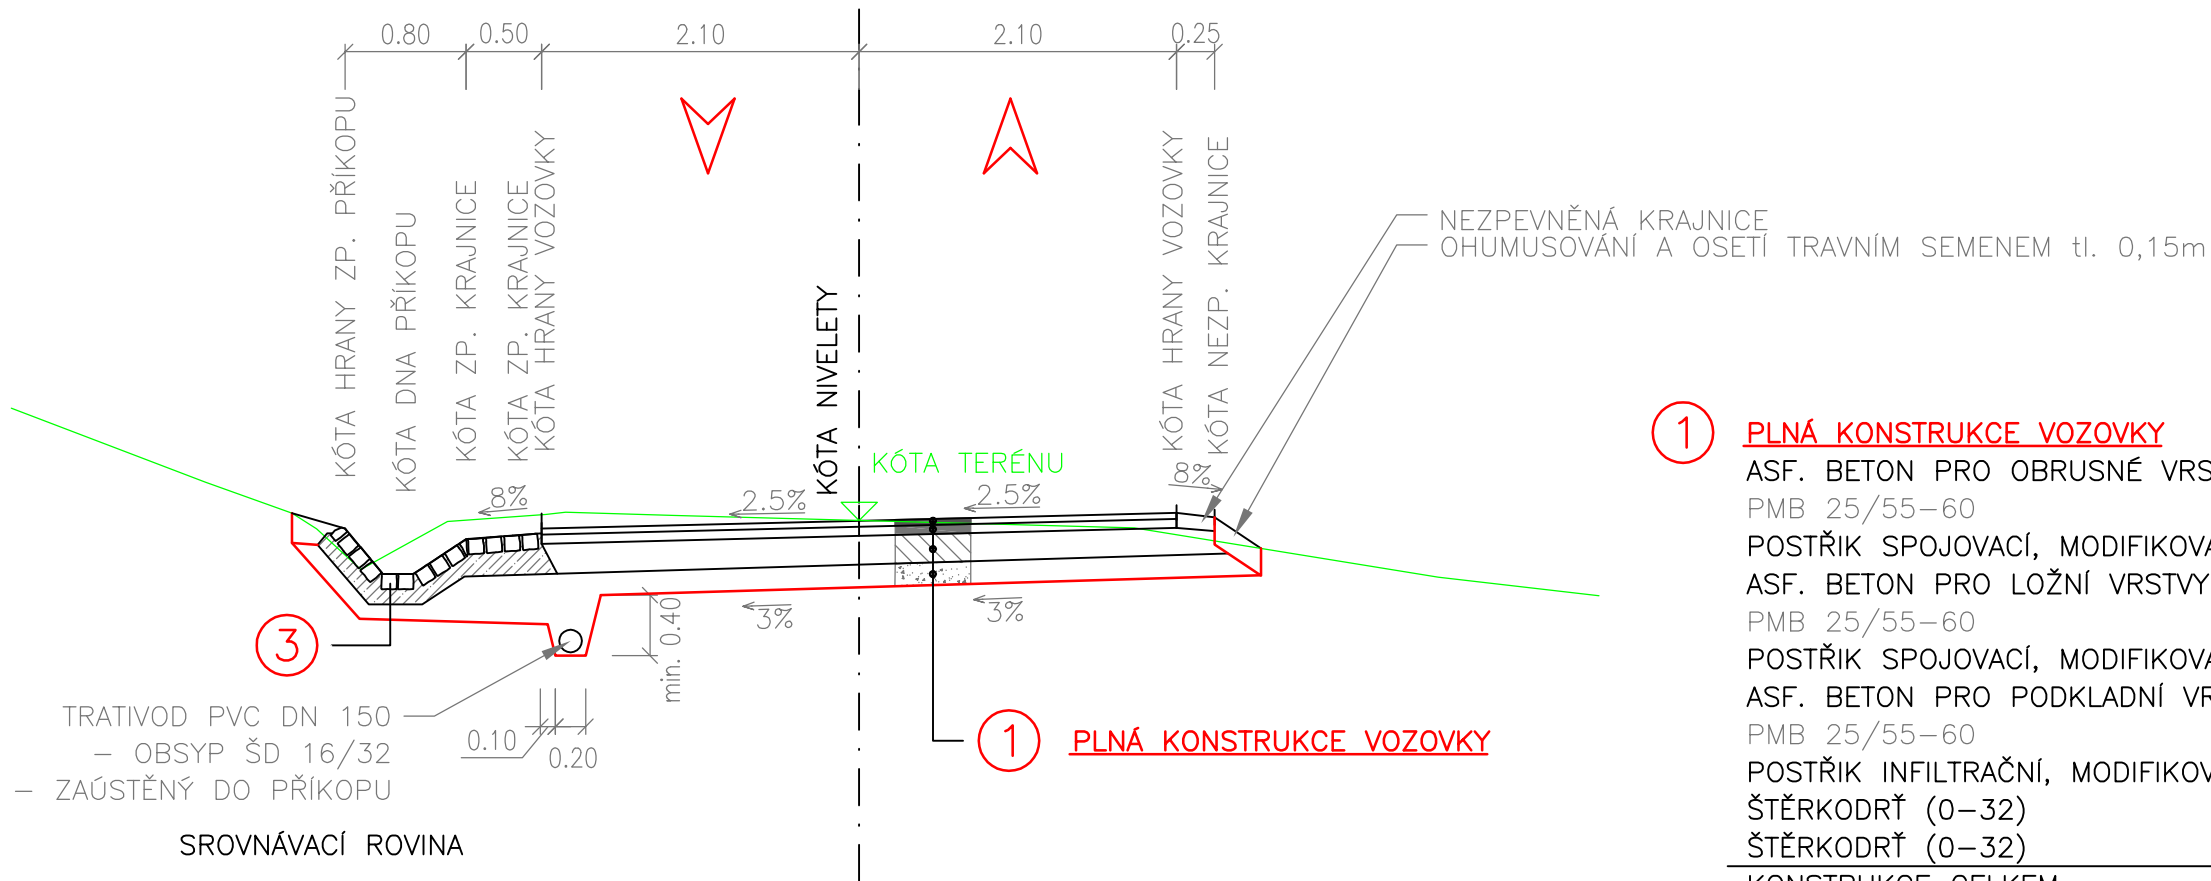 0.80
0.50
2.10
2.10
0.25
KÓTA HRANY ZP. PŘÍKOPU
KÓTA DNA PŘÍKOPU
KÓTA ZP. KRAJNICE
KÓTA ZP. KRAJNICE
KÓTA HRANY VOZOVKY
KÓTA NIVELETY
KÓTA HRANY VOZOVKY
KÓTA NEZP. KRAJNICE
NEZPEVNĚNÁ KRAJNICE
OHUMUSOVÁNÍ A OSETÍ TRAVNÍM SEMENEM tl. 0,15m
KÓTA TERÉNU
8%
2.5%
2.5%
8%
3%
3%
min. 0.40
3
TRATIVOD PVC DN 150
– OBSYP ŠD 16/32
– ZAÚSTĚNÝ DO PŘÍKOPU
0.10
0.20
1 PLNÁ KONSTRUKCE VOZOVKY
SROVNÁVACÍ ROVINA
1 PLNÁ KONSTRUKCE VOZOVKY
ASF. BETON PRO OBRUSNÉ VRS
PMB 25/55–60
POSTŘIK SPOJOVACÍ, MODIFIKOVA
ASF. BETON PRO LOŽNÍ VRSTVY
PMB 25/55–60
POSTŘIK SPOJOVACÍ, MODIFIKOVA
ASF. BETON PRO PODKLADNÍ VR
PMB 25/55–60
POSTŘIK INFILTRAČNÍ, MODIFIKOV
ŠTĚRKODRŤ (0–32)
ŠTĚRKODRŤ (0–32)
KONSTRUKCE CELKEM